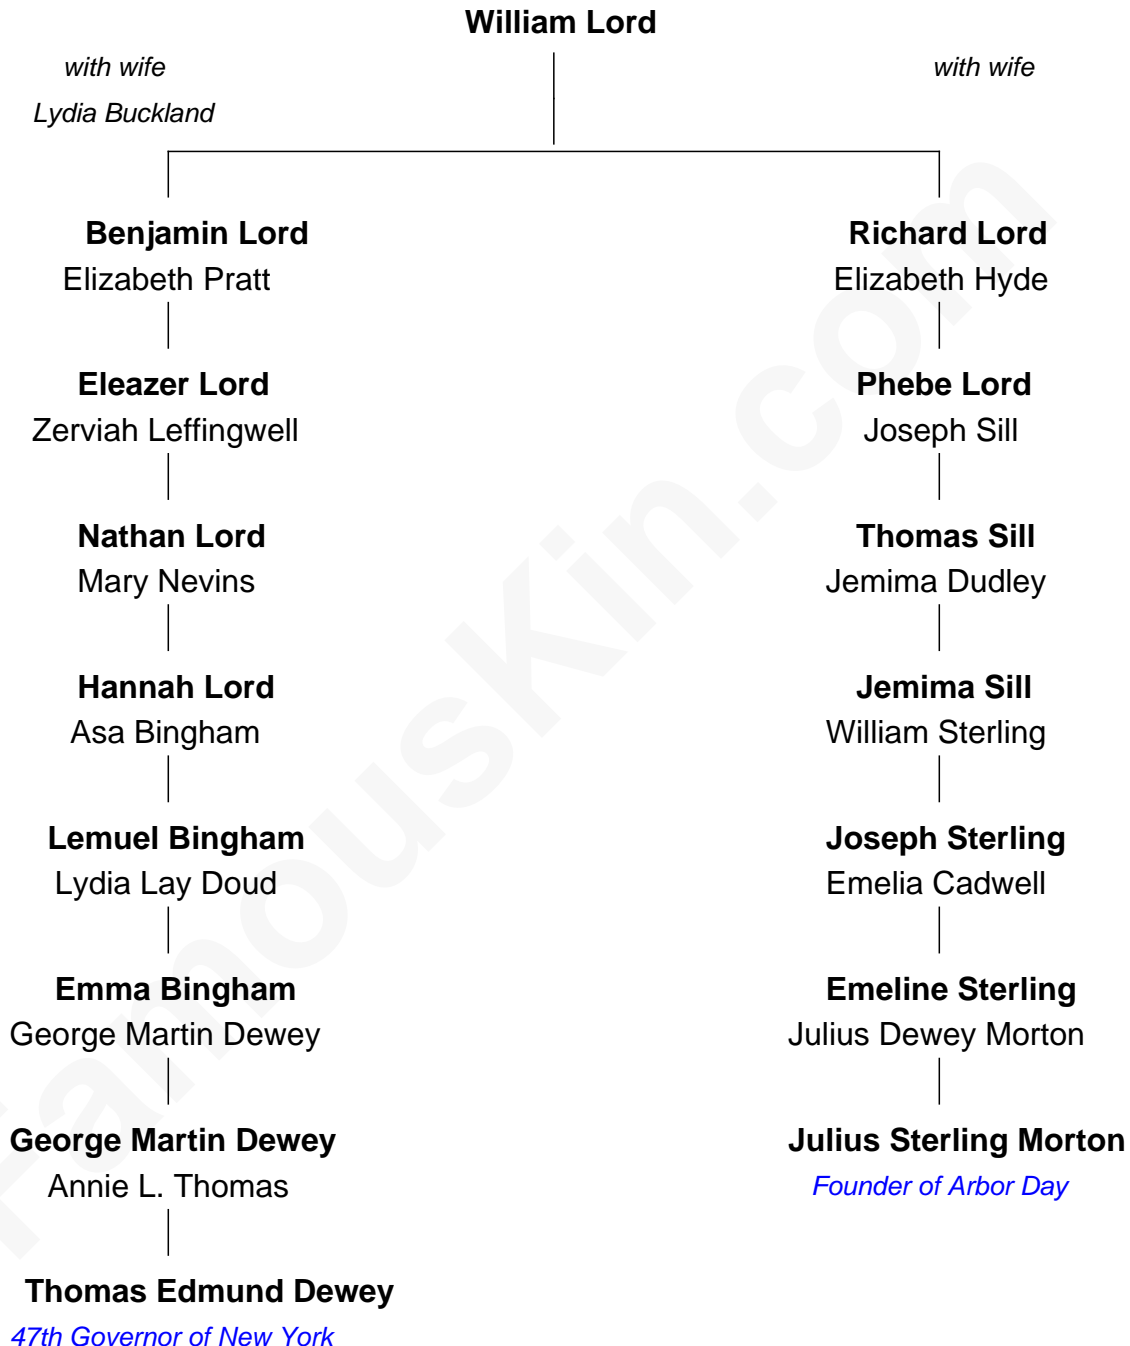 William Lord
with wife
with wife
Lydia Buckland
Benjamin Lord
Richard Lord
Elizabeth Pratt
Elizabeth Hyde
Eleazer Lord
Phebe Lord
Zerviah Leffingwell
Joseph Sill
Nathan Lord
Thomas Sill
Mary Nevins
Jemima Dudley
Hannah Lord
Jemima Sill
Asa Bingham
William Sterling
Lemuel Bingham
Joseph Sterling
Lydia Lay Doud
Emelia Cadwell
Emma Bingham
Emeline Sterling
George Martin Dewey
Julius Dewey Morton
George Martin Dewey
Julius Sterling Morton
Annie L. Thomas
Founder of Arbor Day
Thomas Edmund Dewey
47th Governor of New York
FamousKin.com